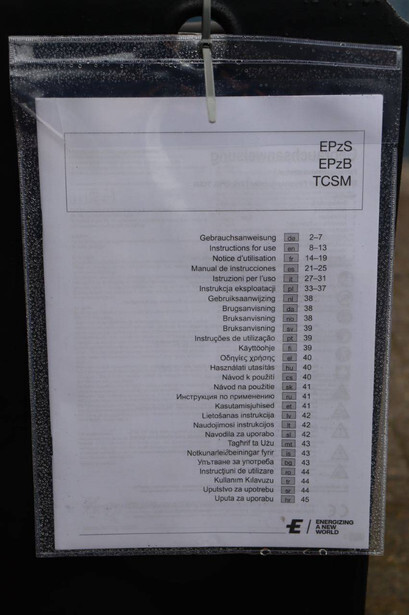 EPzS
EPzB
TCSM
Gebrauchsanweisung de 2–7
Instructions for use en 8–13
Notice d'utilisation fr 14–19
Manual de instrucciones es 21–25
Istruzioni per l'uso it 27–31
Instrukcja eksploatacji pl 33–37
Gebruiksaanwijzing nl 38
Brugsanvisning da 38
Bruksanvisning no 38
Bruksanvisning sv 39
Instruções de utilização pt 39
Käyttöohje fi 39
Οδηγίες χρήσης el 40
Használati utasítás hu 40
Návod k použití cs 40
Návod na použitie sk 41
Инструкция по применению ru 41
Kasutamisjuhised et 41
Lietošanas instrukcija lv 42
Naudojimosi instrukcijos lt 42
Navodila za uporabo sl 42
Tagħrif ta Użu mt 43
Notkunarleiðbeiningar fyrir is 43
Упътване за употреба bg 43
Instrucţiuni de utilizare ro 44
Kullanım Kılavuzu tr 44
Uputstvo za upotrebu sr 44
Uputa za uporabu hr 45
E / ENERGIZING
A NEW
WORLD